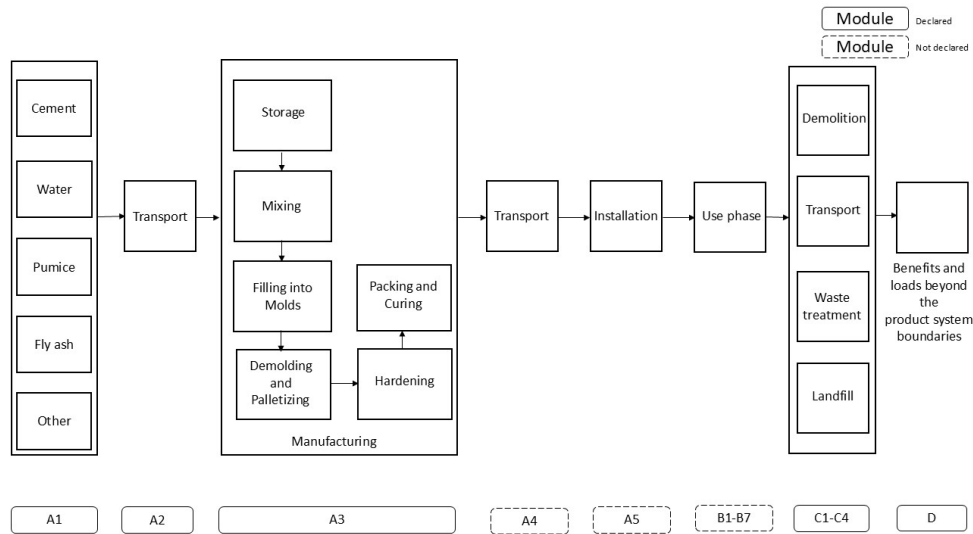 Module Declared
Module Not declared
Cement
Water
Pumice
Fly ash
Other
Transport
Storage
Mixing
Filling into
Molds
Demolding
and
Palletizing
Hardening
Packing and
Curing
Manufacturing
Transport
Installation
Use phase
Demolition
Transport
Waste
treatment
Landfill
Benefits and
loads beyond
the
product system
boundaries
A1
A2
A3
A4
A5
B1-B7
C1-C4
D